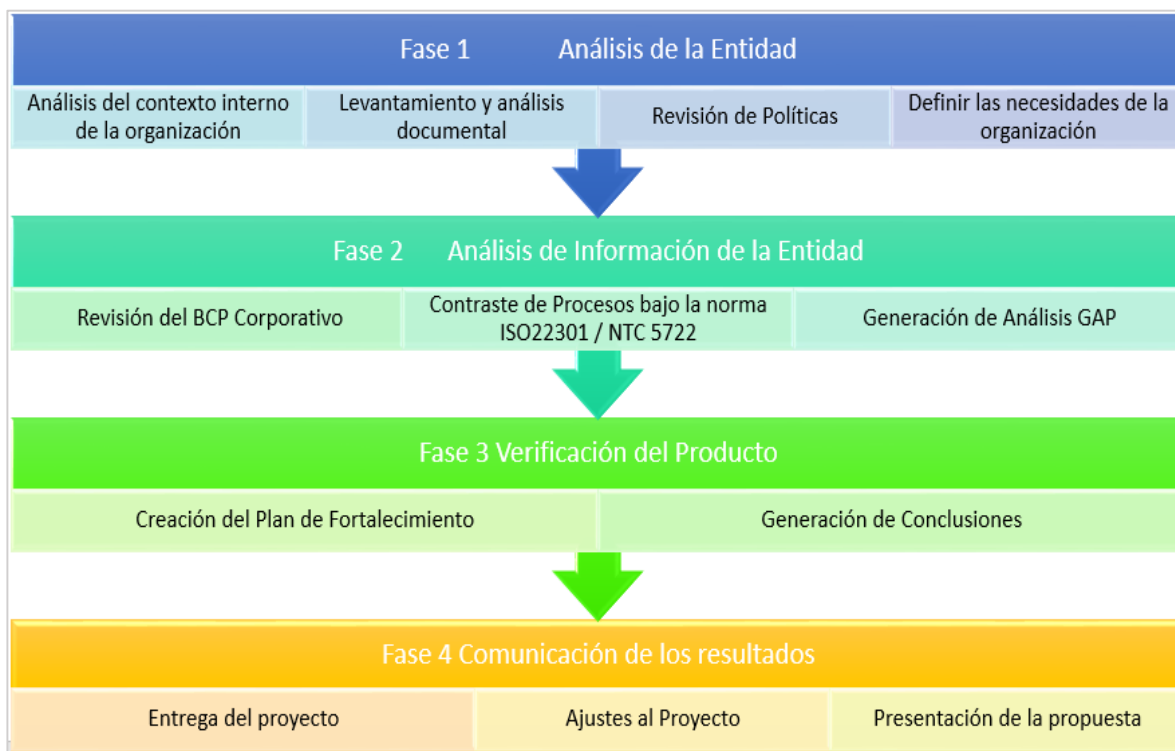 Fase 1 Análisis de la Entidad
Análisis del contexto interno
de la organización
Levantamiento y análisis
documental
Revisión de Políticas
Definir las necesidades de la
organización
Fase 2 Análisis de Información de la Entidad
Revisión del BCP Corporativo
Contraste de Procesos bajo la norma
ISO22301 / NTC 5722
Generación de Análisis GAP
Fase 3 Verificación del Producto
Creación del Plan de Fortalecimiento
Generación de Conclusiones
Fase 4 Comunicación de los resultados
Entrega del proyecto
Ajustes al Proyecto
Presentación de la propuesta